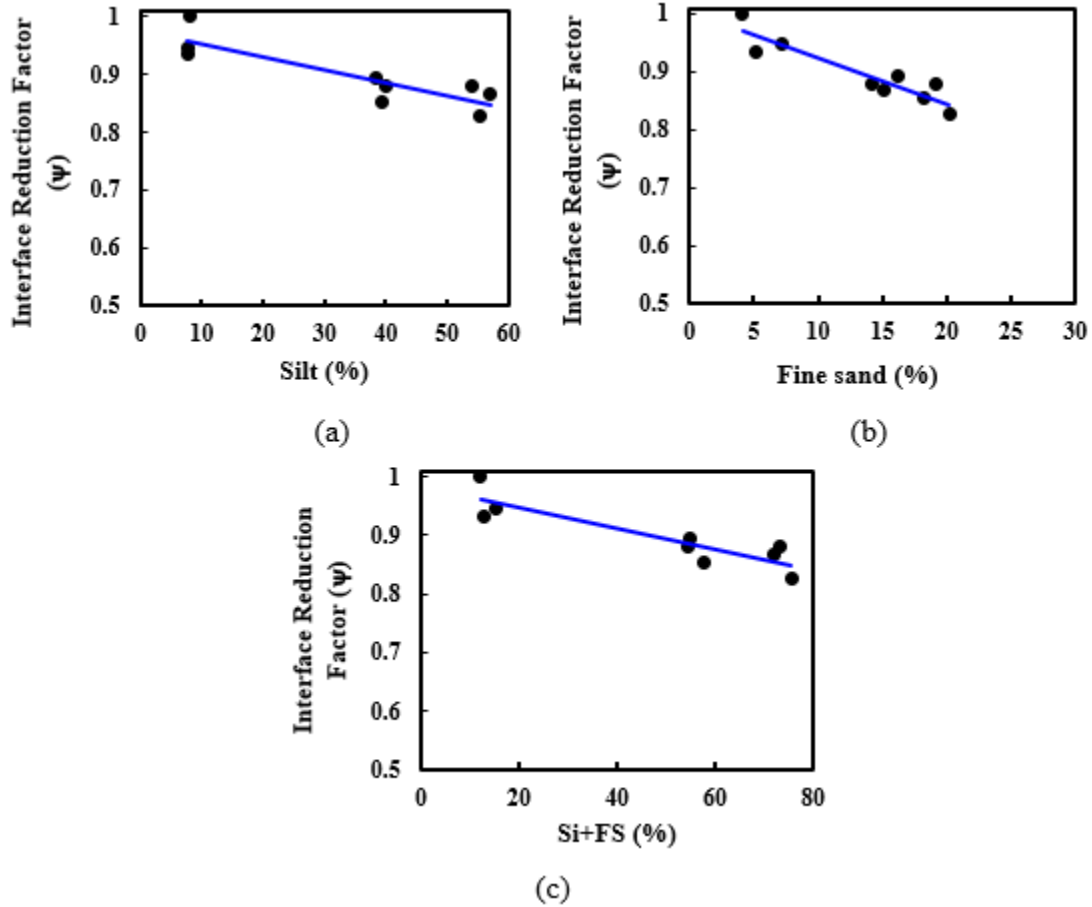 Interface Reduction Factor
(ψ)
1
0.9
0.8
0.7
0.6
0.5
0 10 20 30 40 50 60
Silt (%)
(a)
Interface Reduction Factor
(ψ)
1
0.9
0.8
0.7
0.6
0.5
0 5 10 15 20 25 30
Fine sand (%)
(b)
Interface Reduction
Factor (ψ)
1
0.9
0.8
0.7
0.6
0.5
0 20 40 60 80
Si+FS (%)
(c)